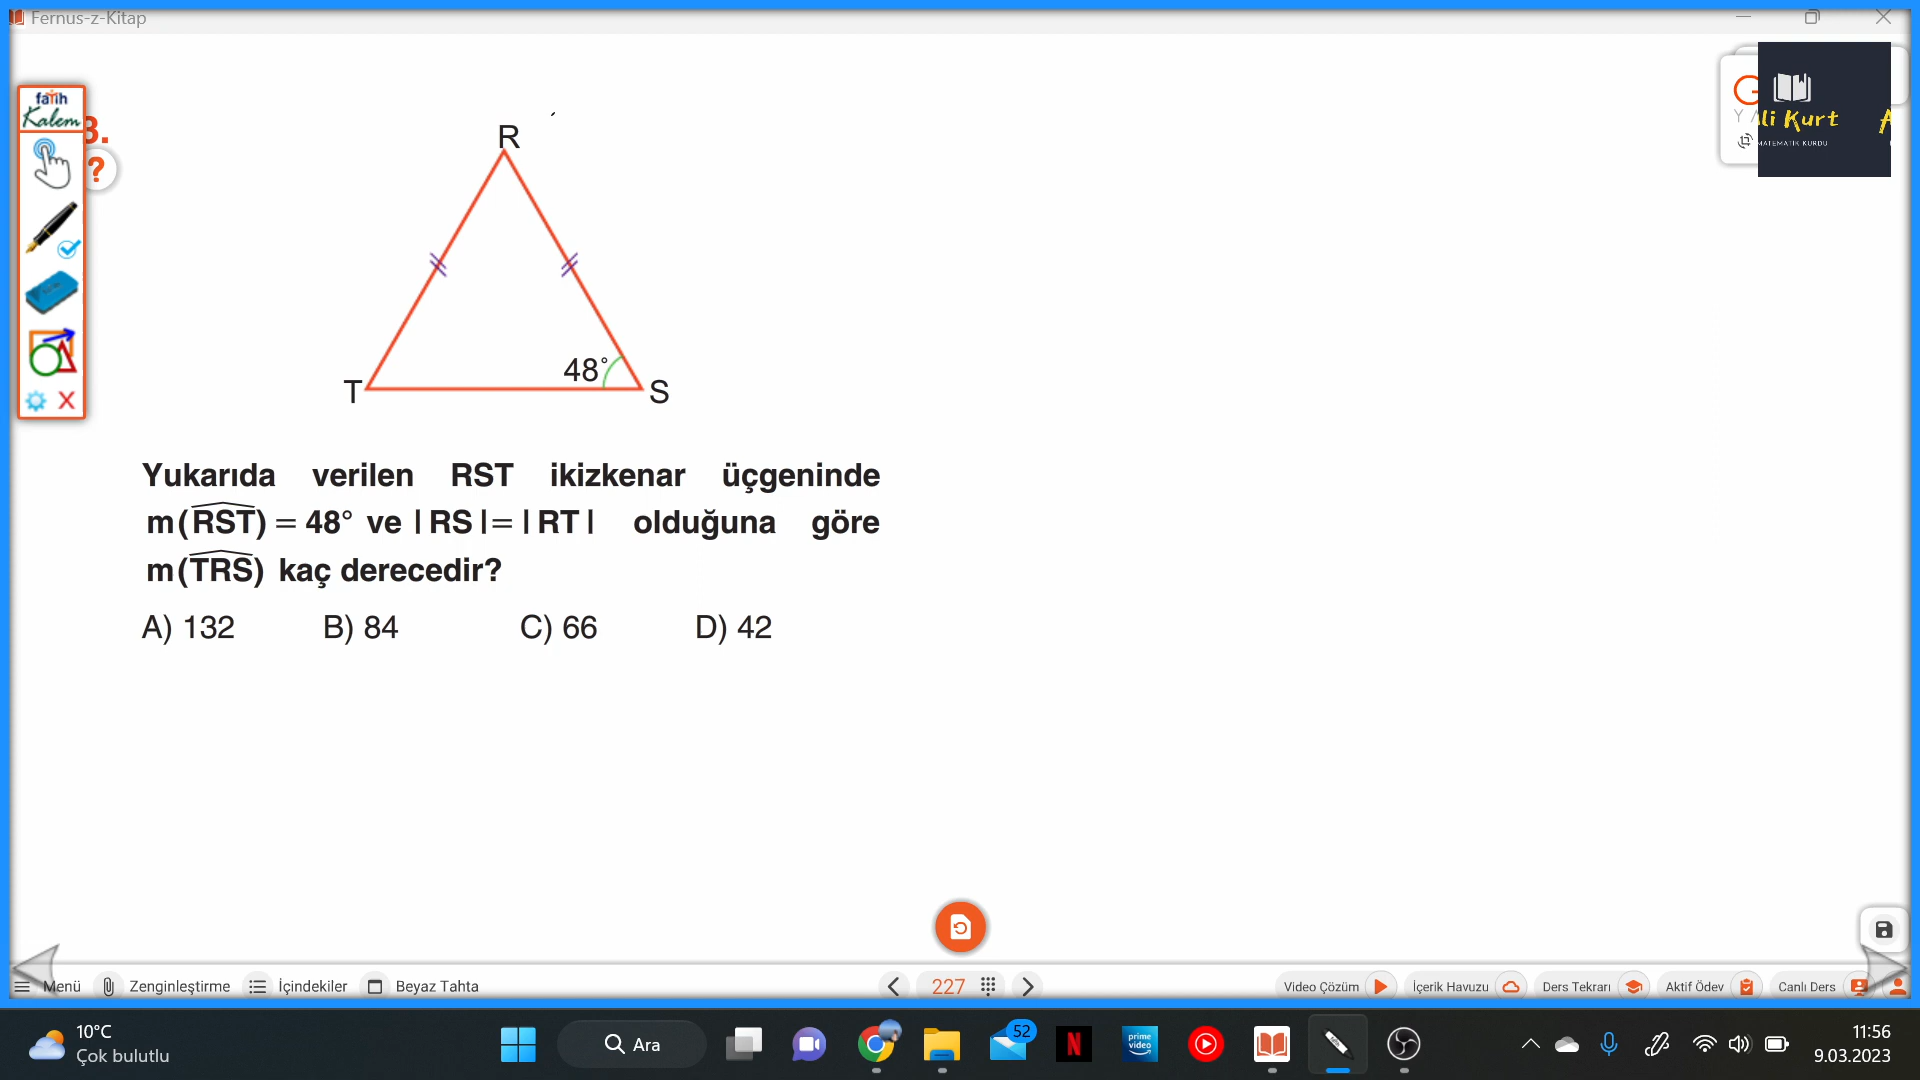 Fernus-z-Kitap
fatih
Kalem
3.
?
Ali Kurt
MATEMATİK KURDU
R
48°
T
S
Yukarıda verilen RST ikizkenar üçgeninde
m(RST) = 48° ve |RS|=|RT| olduğuna göre
m(TRS) kaç derecedir?
A) 132 B) 84 C) 66 D) 42
Menü Zenginleştirme İçindekiler Beyaz Tahta 227 Video Çözüm İçerik Havuzu Ders Tekrarı Aktif Ödev Canlı Ders
10°C
Çok bulutlu
Ara
52
N
prime
video
11:56
9.03.2023